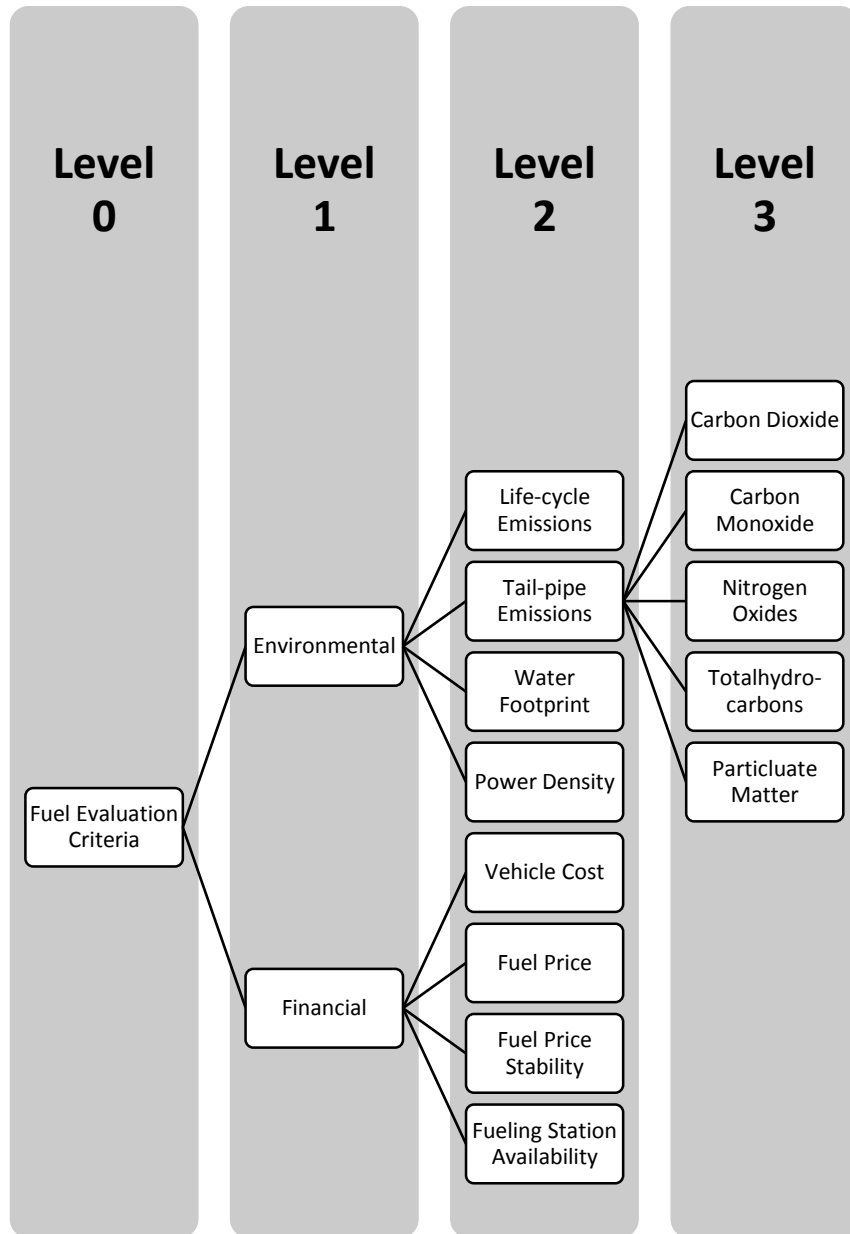 Level
0
Level
1
Level
2
Level
3
Fuel Evaluation
Criteria
Environmental
Financial
Life-cycle
Emissions
Tail-pipe
Emissions
Water
Footprint
Power Density
Vehicle Cost
Fuel Price
Fuel Price
Stability
Fueling Station
Availability
Carbon Dioxide
Carbon
Monoxide
Nitrogen
Oxides
Totalhydro-
carbons
Particluate
Matter